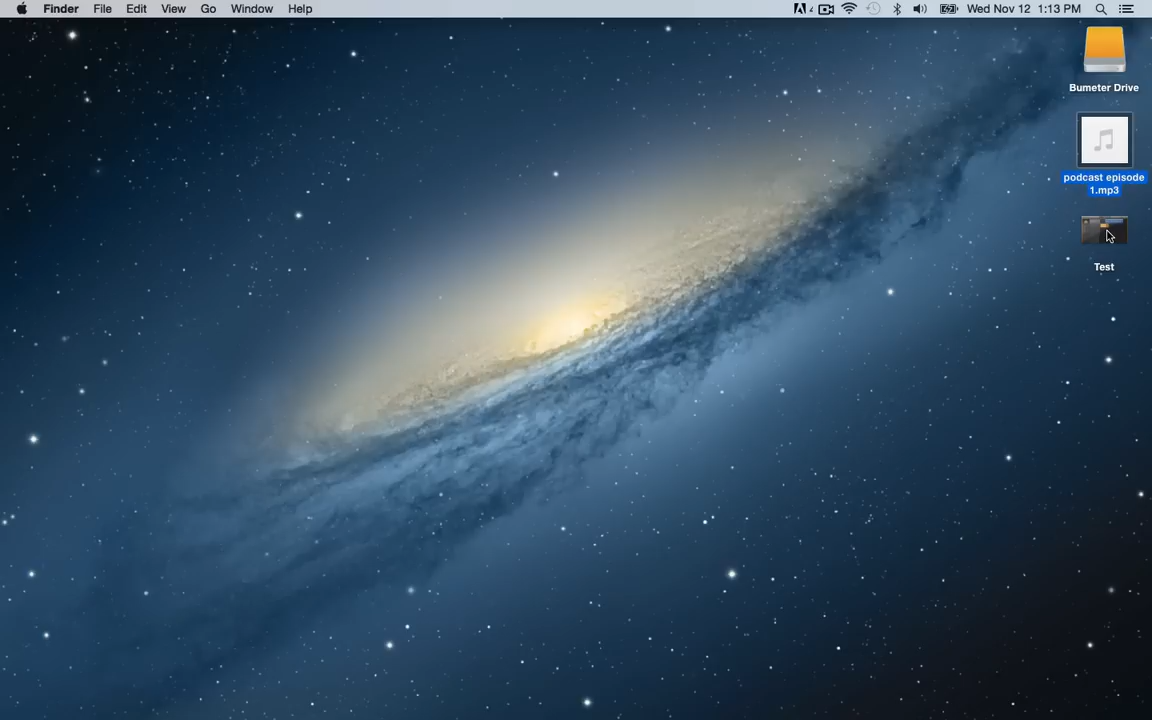 Finder File Edit View Go Window Help Wed Nov 12 1:13 PM
Bumeter Drive
podcast episode
1.mp3
Test